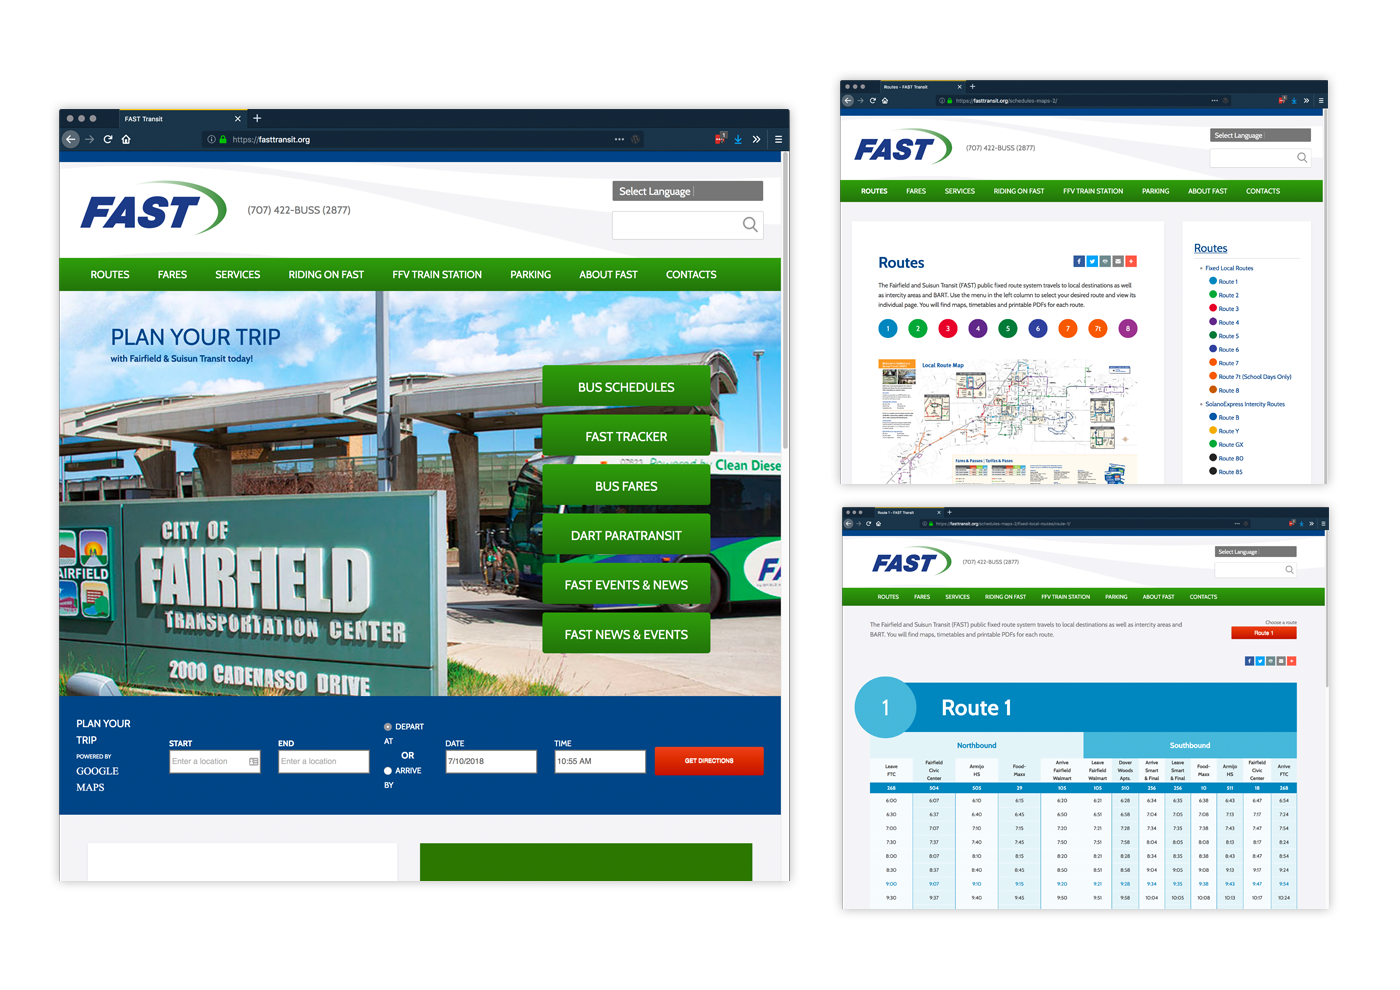 FAST Transit
https://fasttransit.org
FAST
(707) 422-BUSS (2877)
Select Language
ROUTES FARES SERVICES RIDING ON FAST FFV TRAIN STATION PARKING ABOUT FAST CONTACTS
PLAN YOUR TRIP
with Fairfield & Suisun Transit today!
BUS SCHEDULES
FAST TRACKER
BUS FARES
DART PARATRANSIT
FAST EVENTS & NEWS
FAST NEWS & EVENTS
Powered by Clean Diese
CITY OF
FAIRFIELD
TRANSPORTATION CENTER
2000 CADENASSO DRIVE
AIRFIELD
FA
PLAN YOUR
TRIP
POWERED BY
GOOGLE
MAPS
START
Enter a location
END
Enter a location
DEPART
AT
OR
ARRIVE
BY
DATE
7/10/2018
TIME
10:55 AM
GET DIRECTIONS
Routes - FAST Transit
https://fasttransit.org/schedules-maps-2/
FAST
(707) 422-BUSS (2877)
Select Language
ROUTES FARES SERVICES RIDING ON FAST FFV TRAIN STATION PARKING ABOUT FAST CONTACTS
Routes
The Fairfield and Suisun Transit (FAST) public fixed route system travels to local destinations as well
as intercity areas and BART. Use the menu in the left column to select your desired route and view its
individual page. You will find maps, timetables and printable PDFs for each route.
1 2 3 4 5 6 7 7t 8
Local Route Map
Fares & Passes | Tarifas & Pases
Routes
Fixed Local Routes
Route 1
Route 2
Route 3
Route 4
Route 5
Route 6
Route 7
Route 7t (School Days Only)
Route 8
SolanoExpress Intercity Routes
Route B
Route Y
Route GX
Route 80
Route 85
Route 1 - FAST Transit
https://fasttransit.org/schedules-maps-2/fixed-local-routes/route-1/
FAST
(707) 422-BUSS (2877)
Select Language
ROUTES FARES SERVICES RIDING ON FAST FFV TRAIN STATION PARKING ABOUT FAST CONTACTS
The Fairfield and Suisun Transit (FAST) public fixed route system travels to local destinations as well as intercity areas and
BART. You will find maps, timetables and printable PDFs for each route.
Choose a route
Route 1
1 Route 1
Northbound Southbound
Leave FTC
Fairfield Civic Center
Armijo HS
Food-Maxx
Arrive Fairfield Walmart
Leave Fairfield Walmart
Dover Woods Apts.
Arrive Smart & Final
Leave Smart & Final
Food-Maxx
Armijo HS
Fairfield Civic Center
Arrive FTC
268 504 505 29 105 105 510 256 256 10 511 18 268
6:00 6:07 6:10 6:15 6:20 6:21 6:28 6:34 6:35 6:38 6:43 6:47 6:54
6:30 6:37 6:40 6:45 6:50 6:51 6:58 7:04 7:05 7:08 7:13 7:17 7:24
7:00 7:07 7:10 7:15 7:20 7:21 7:28 7:34 7:35 7:38 7:43 7:47 7:54
7:30 7:37 7:40 7:45 7:50 7:51 7:58 8:04 8:05 8:08 8:13 8:17 8:24
8:00 8:07 8:10 8:15 8:20 8:21 8:28 8:34 8:35 8:38 8:43 8:47 8:54
8:30 8:37 8:40 8:45 8:50 8:51 8:58 9:04 9:05 9:08 9:13 9:17 9:24
9:00 9:07 9:10 9:15 9:20 9:21 9:28 9:34 9:35 9:38 9:43 9:47 9:54
9:30 9:37 9:40 9:45 9:50 9:51 9:58 10:04 10:05 10:08 10:13 10:17 10:24